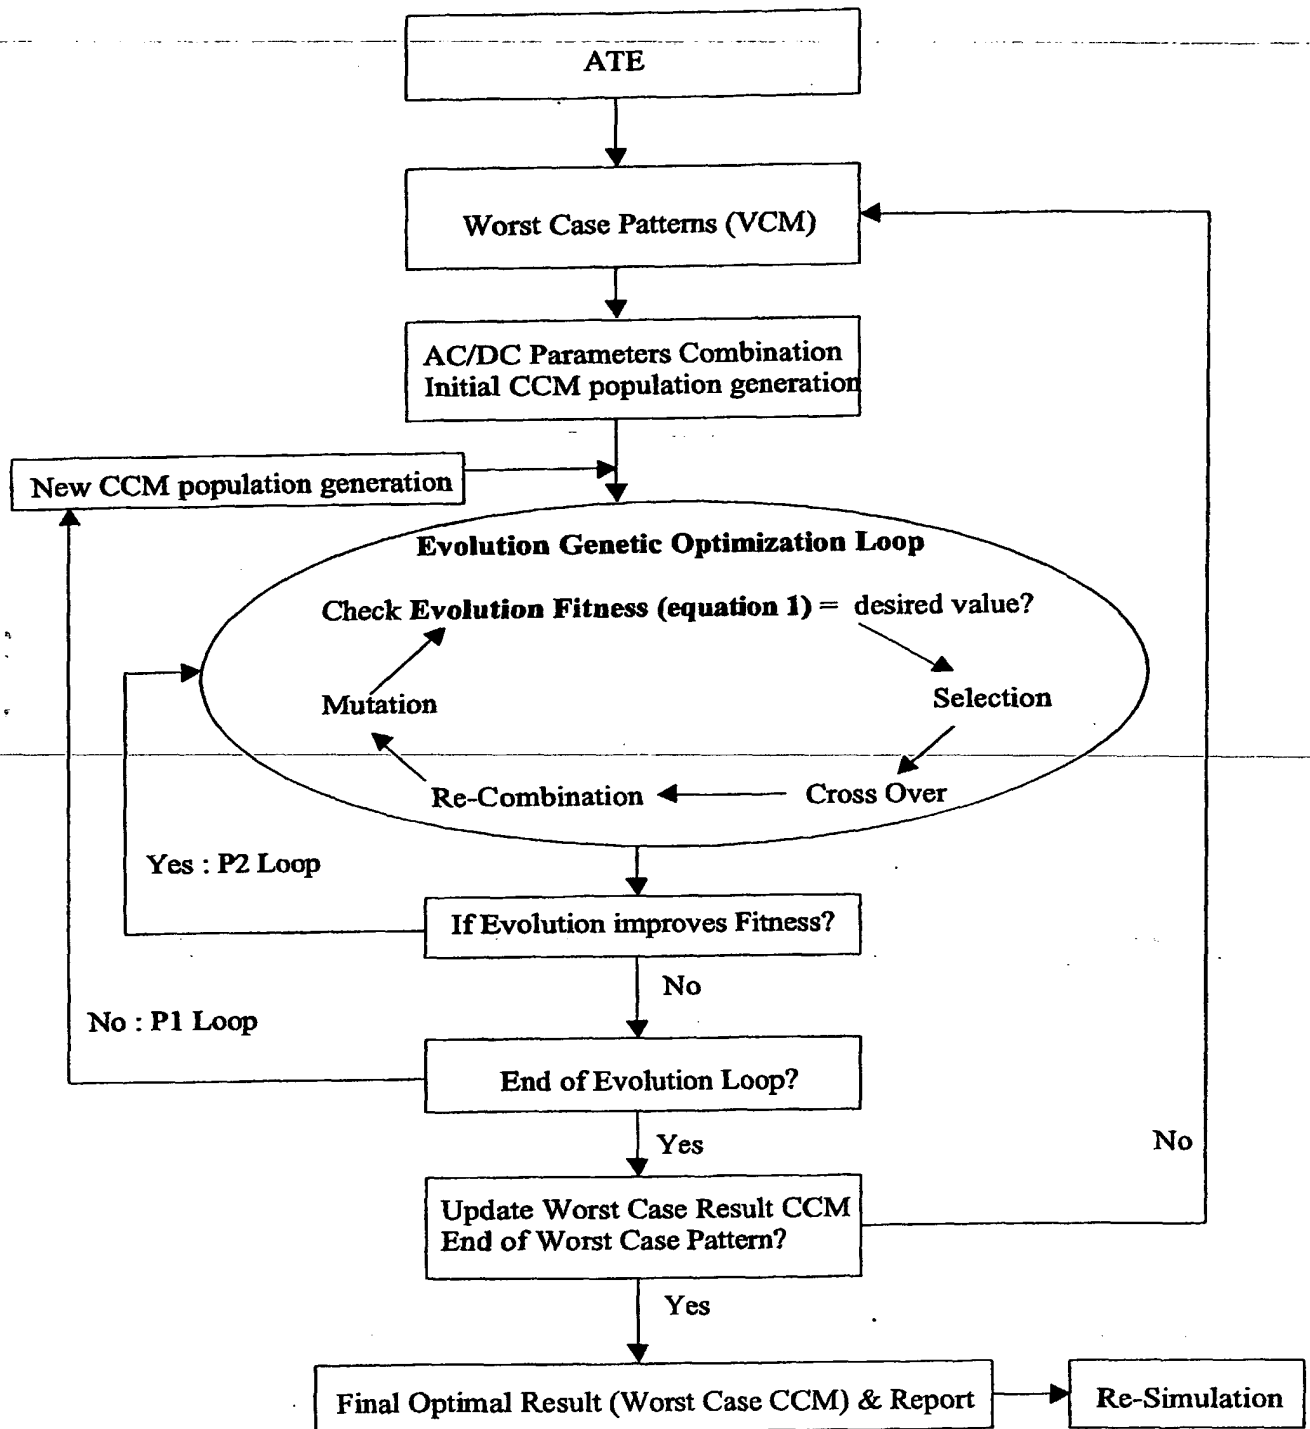 ATE
Worst Case Patterns (VCM)
AC/DC Parameters Combination
Initial CCM population generation
New CCM population generation
Evolution Genetic Optimization Loop
Check Evolution Fitness (equation 1) = desired value?
Mutation
Selection
Re-Combination
Cross Over
Yes : P2 Loop
If Evolution improves Fitness?
No
No : P1 Loop
End of Evolution Loop?
Yes
No
Update Worst Case Result CCM
End of Worst Case Pattern?
Yes
Final Optimal Result (Worst Case CCM) & Report
Re-Simulation